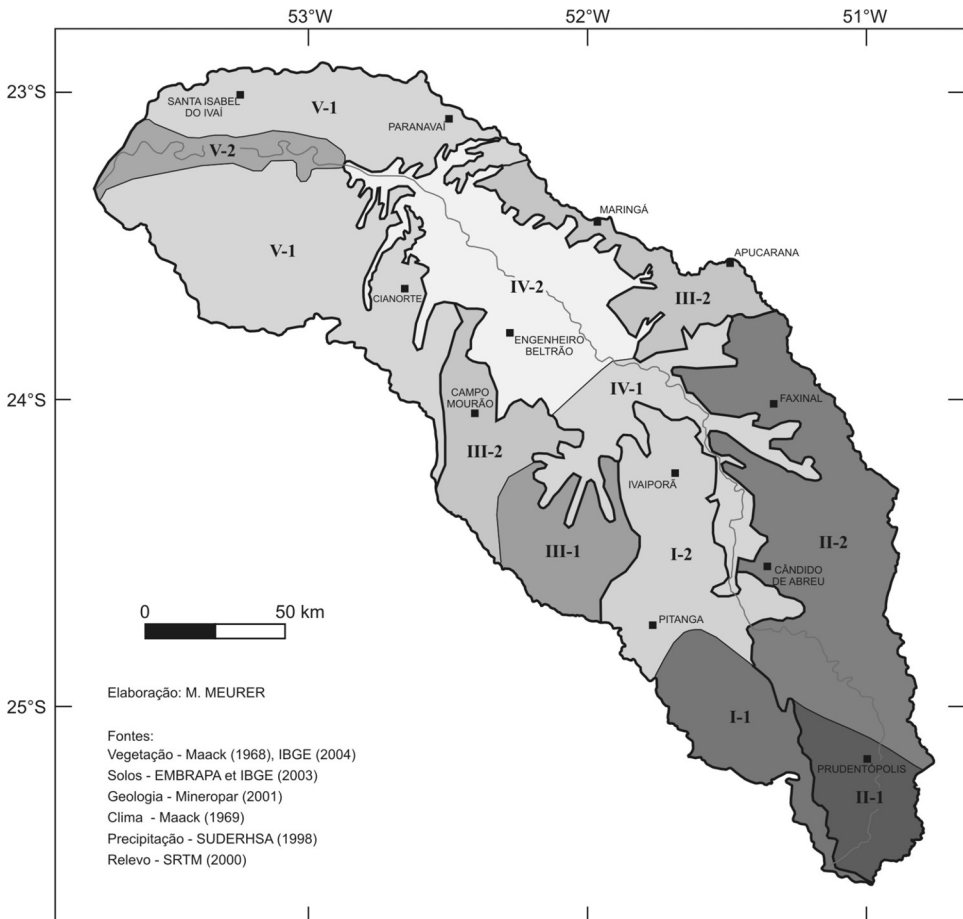 53°W
52°W
51°W
23°S
24°S
25°S
SANTA ISABEL
DO IVAÍ
V-1
PARANAVAÍ
V-2
MARINGÁ
V-1
APUCARANA
CIANORTE
IV-2
III-2
ENGENHEIRO
BELTRÃO
CAMPO
MOURÃO
IV-1
FAXINAL
III-2
IVAIPORÃ
III-1
I-2
II-2
CÂNDIDO
DE ABREU
PITANGA
I-1
PRUDENTÓPOLIS
II-1
0
50 km
Elaboração: M. MEURER
Fontes:
Vegetação - Maack (1968), IBGE (2004)
Solos - EMBRAPA et IBGE (2003)
Geologia - Mineropar (2001)
Clima - Maack (1969)
Precipitação - SUDERHSA (1998)
Relevo - SRTM (2000)